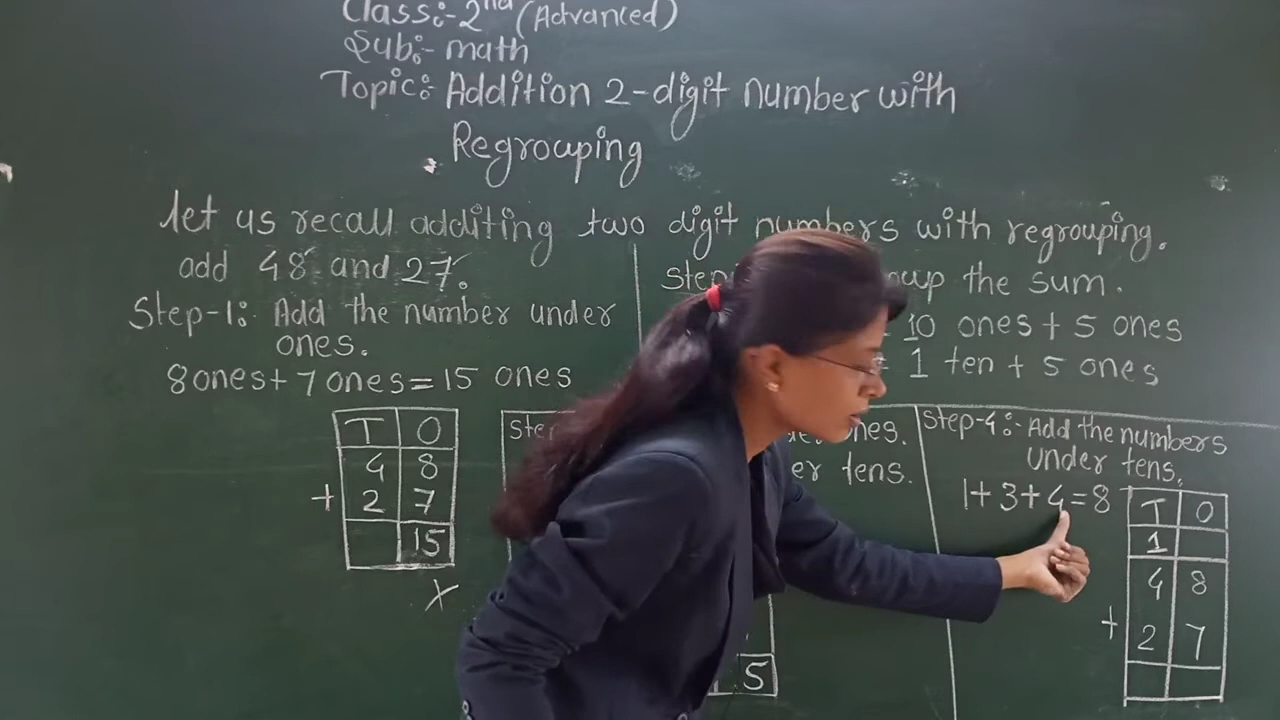 Class:-2nd (Advanced)
Sub:- math
Topic:- Addition 2-digit number with
Regrouping
let us recall additing two digit numbers with regrouping.
add 48 and 27.
Step-1:- Add the number under
ones.
8 ones + 7 ones = 15 ones
T O
4 8
+ 2 7
15
X
the sum.
10 ones + 5 ones
= 1 ten + 5 ones
ones.
tens.
5
Step-4:- Add the numbers
Under tens.
1 + 3 + 4 = 8
T O
1
4 8
+ 2 7